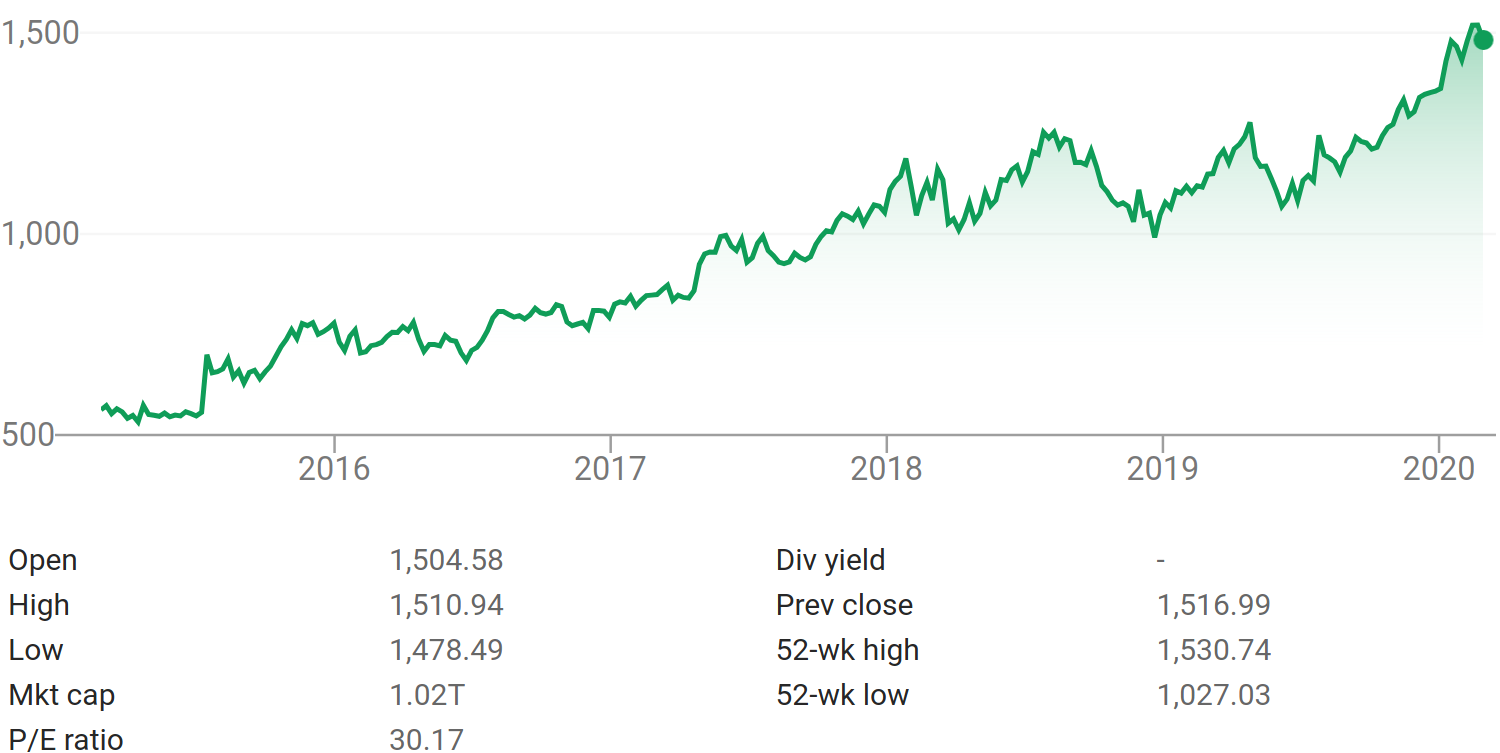 1,500
1,000
500
2016 2017 2018 2019 2020
Open 1,504.58 Div yield -
High 1,510.94 Prev close 1,516.99
Low 1,478.49 52-wk high 1,530.74
Mkt cap 1.02T 52-wk low 1,027.03
P/E ratio 30.17